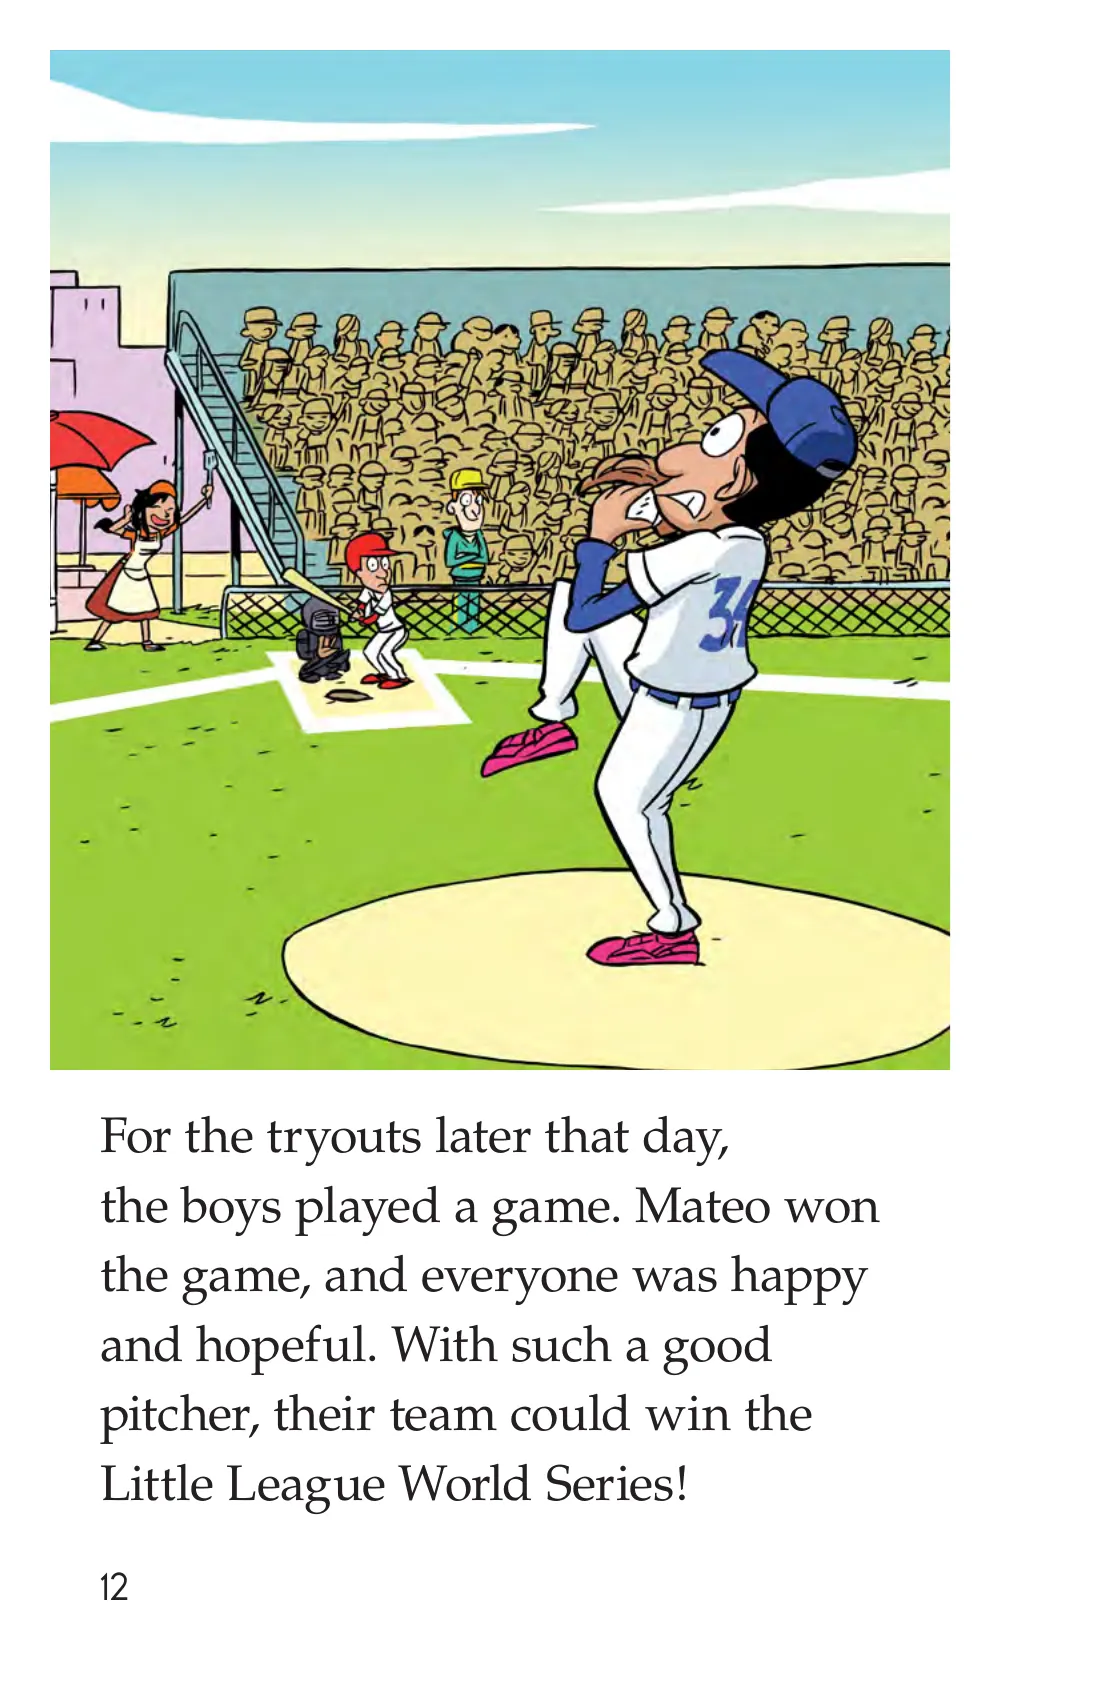 34
For the tryouts later that day,
the boys played a game. Mateo won
the game, and everyone was happy
and hopeful. With such a good
pitcher, their team could win the
Little League World Series!
12